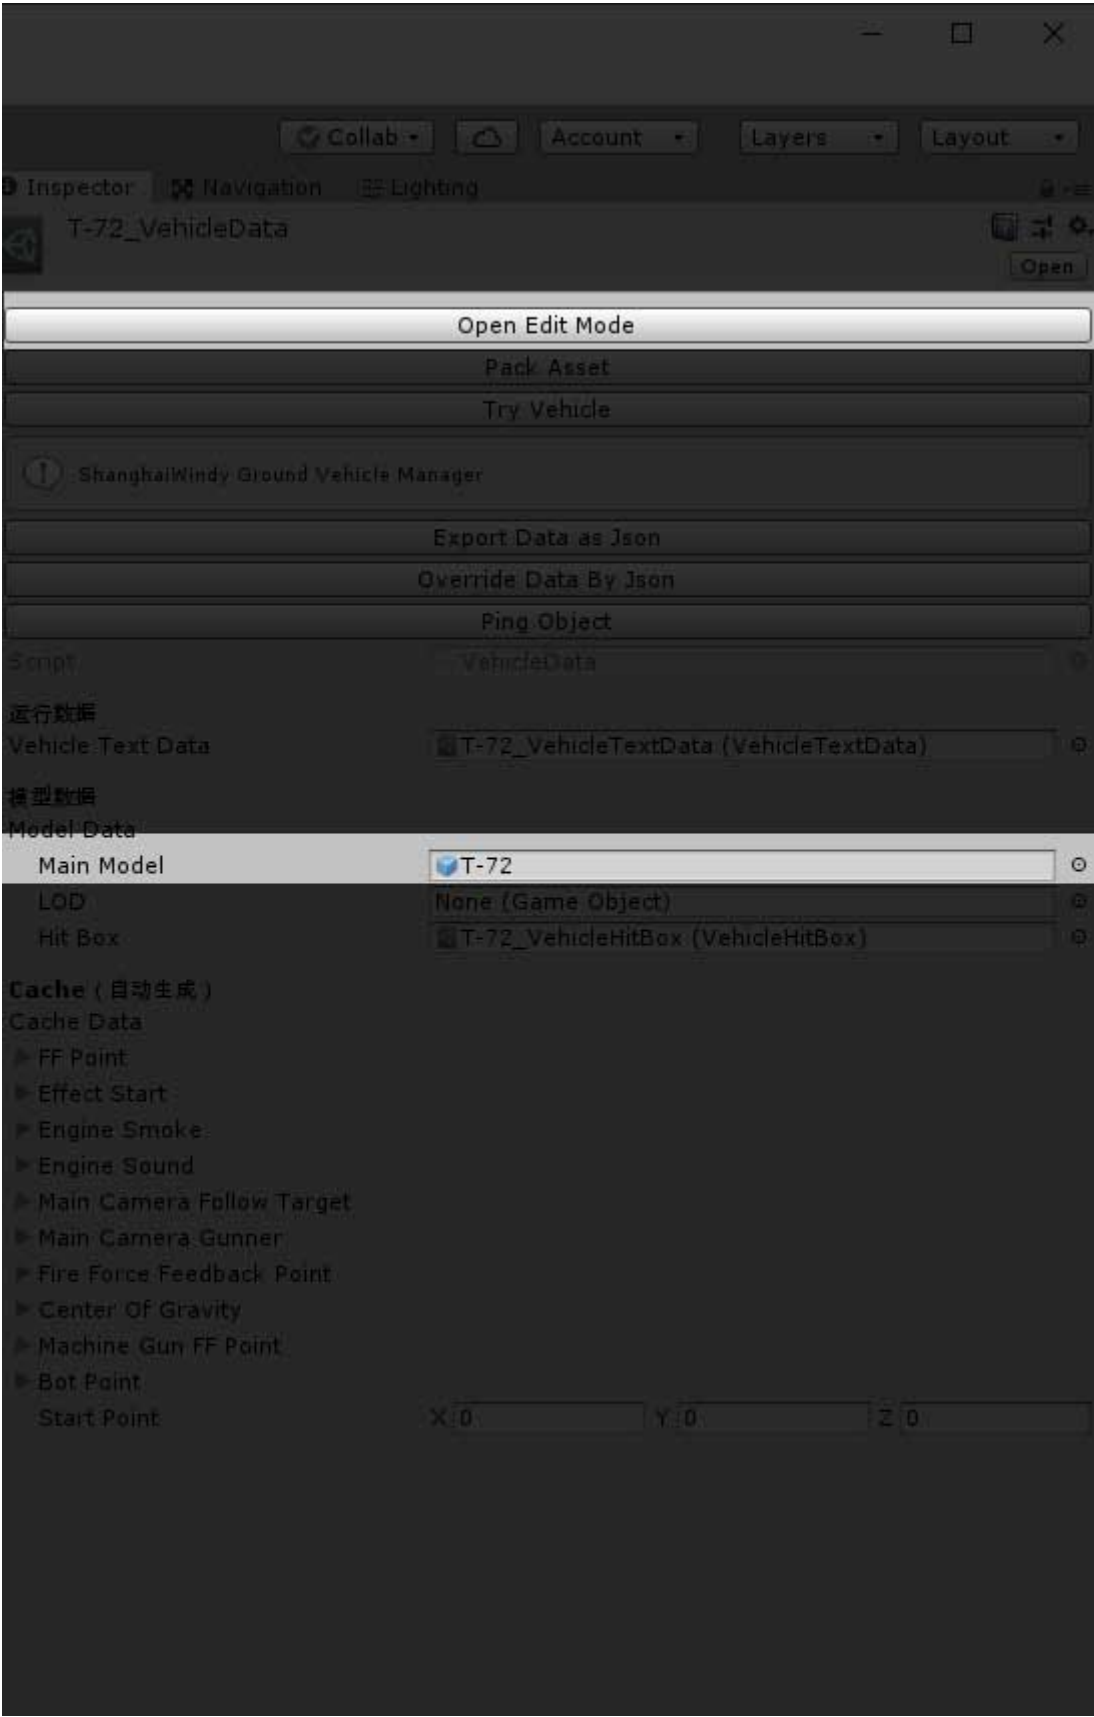 Collab Account Layers Layout
Inspector Navigation Lighting
T-72_VehicleData
Open
Open Edit Mode
Pack Asset
Try Vehicle
ShanghaiWindy Ground Vehicle Manager
Export Data as Json
Override Data By Json
Ping Object
Script VehicleData
运行数据
Vehicle Text Data T-72_VehicleTextData (VehicleTextData)
模型数据
Model Data
Main Model T-72
LOD None (Game Object)
Hit Box T-72_VehicleHitBox (VehicleHitBox)
Cache (自动生成)
Cache Data
FF Point
Effect Start
Engine Smoke
Engine Sound
Main Camera Follow Target
Main Camera Gunner
Fire Force Feedback Point
Center Of Gravity
Machine Gun FF Point
Bot Point
Start Point X 0 Y 0 Z 0